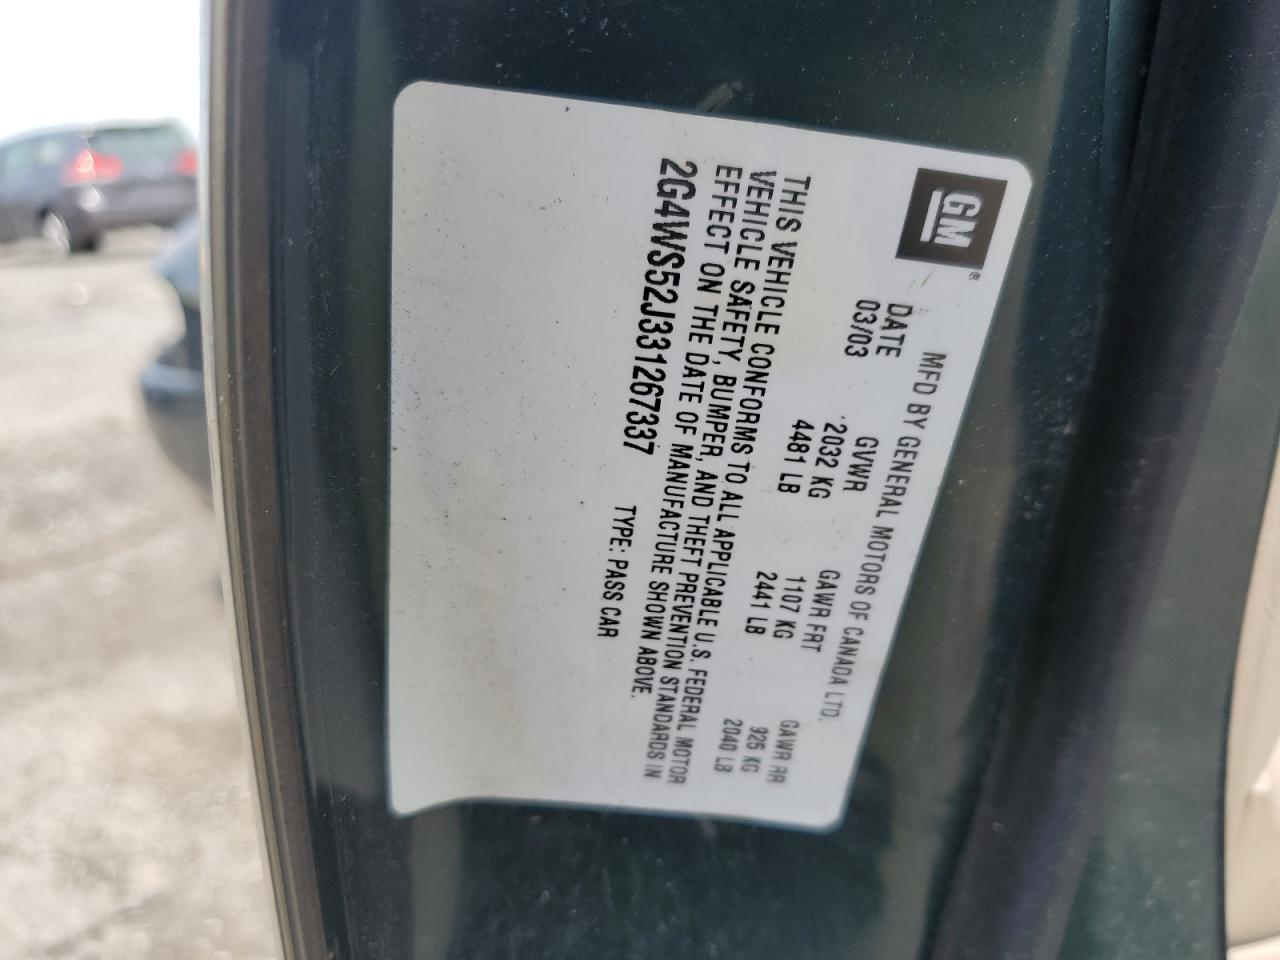 GM®
MFD BY GENERAL MOTORS OF CANADA LTD.
DATE GVWR GAWR FRT GAWR RR
03/03 2032 KG 1107 KG 925 KG
4481 LB 2441 LB 2040 LB
THIS VEHICLE CONFORMS TO ALL APPLICABLE U.S. FEDERAL MOTOR
VEHICLE SAFETY, BUMPER, AND THEFT PREVENTION STANDARDS IN
EFFECT ON THE DATE OF MANUFACTURE SHOWN ABOVE.
2G4WS52J331267337 TYPE: PASS CAR